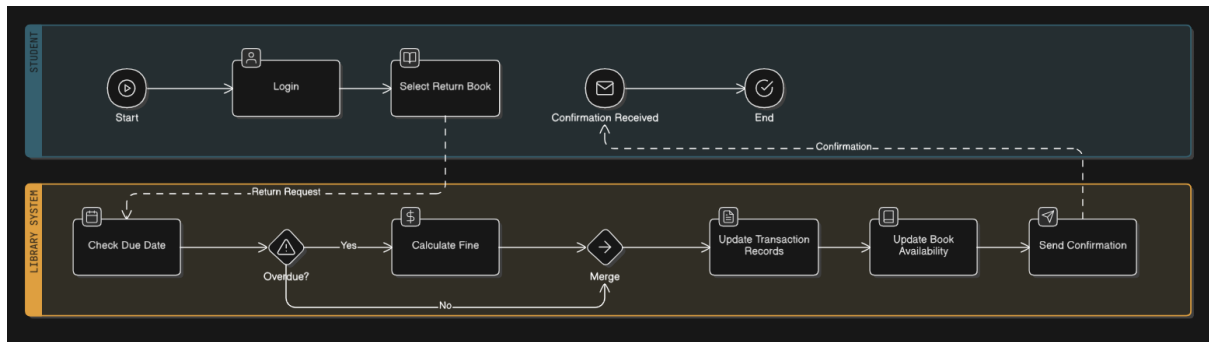 STUDENT
Login
Select Return Book
Start
Confirmation Received
End
Confirmation
Return Request
LIBRARY SYSTEM
Check Due Date
Overdue?
Yes
Calculate Fine
Merge
No
Update Transaction
Records
Update Book
Availability
Send Confirmation